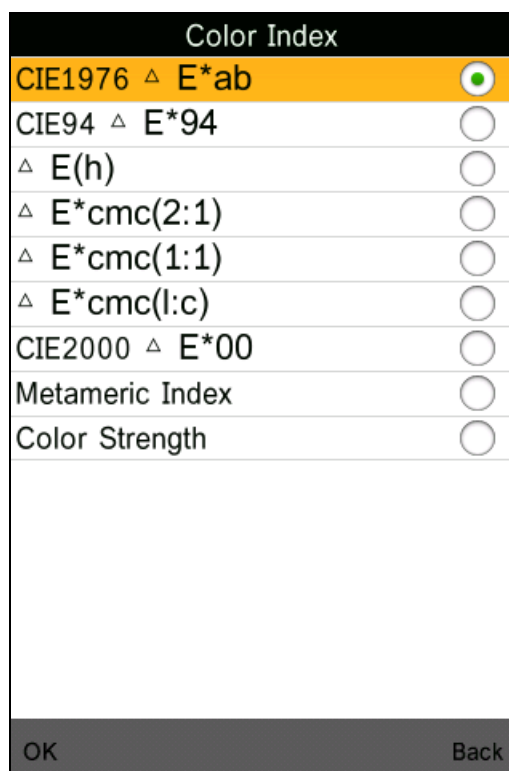 Color Index
CIE1976 △ E*ab
CIE94 △ E*94
△ E(h)
△ E*cmc(2:1)
△ E*cmc(1:1)
△ E*cmc(l:c)
CIE2000 △ E*00
Metameric Index
Color Strength
OK Back